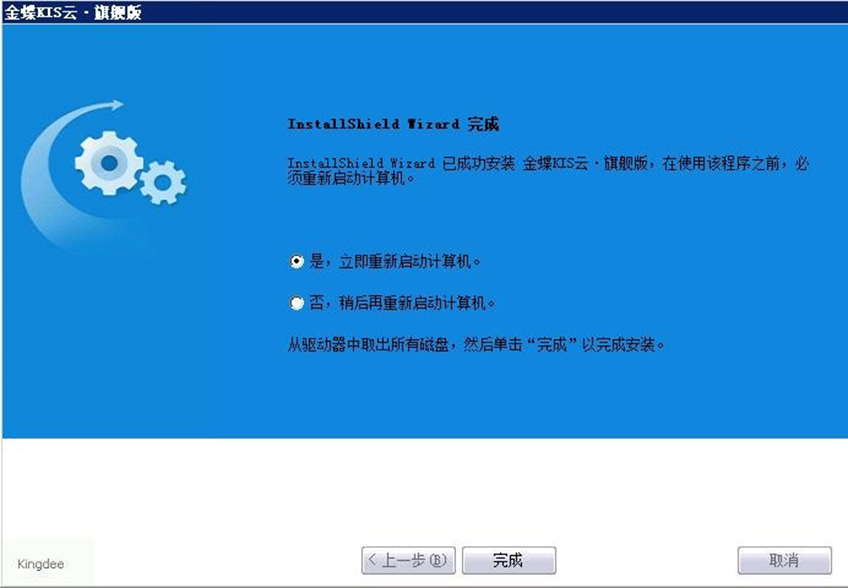 金蝶KIS云·旗舰版
InstallShield Wizard 完成
InstallShield Wizard 已成功安装 金蝶KIS云·旗舰版，在使用该程序之前，必
须重新启动计算机。
是，立即重新启动计算机。
否，稍后再重新启动计算机。
从驱动器中取出所有磁盘，然后单击“完成”以完成安装。
Kingdee
<上一步(B)
完成
取消